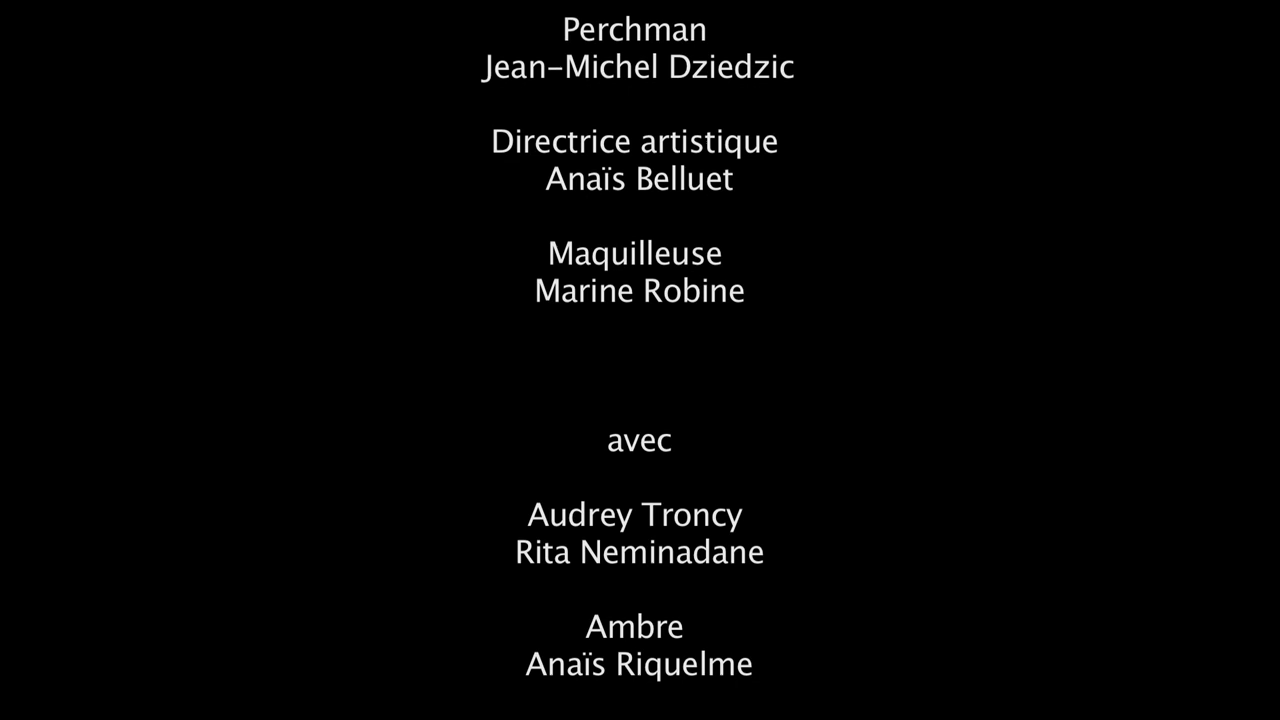 Perchman
Jean-Michel Dziedzic
Directrice artistique
Anaïs Belluet
Maquilleuse
Marine Robine
avec
Audrey Troncy
Rita Neminadane
Ambre
Anaïs Riquelme